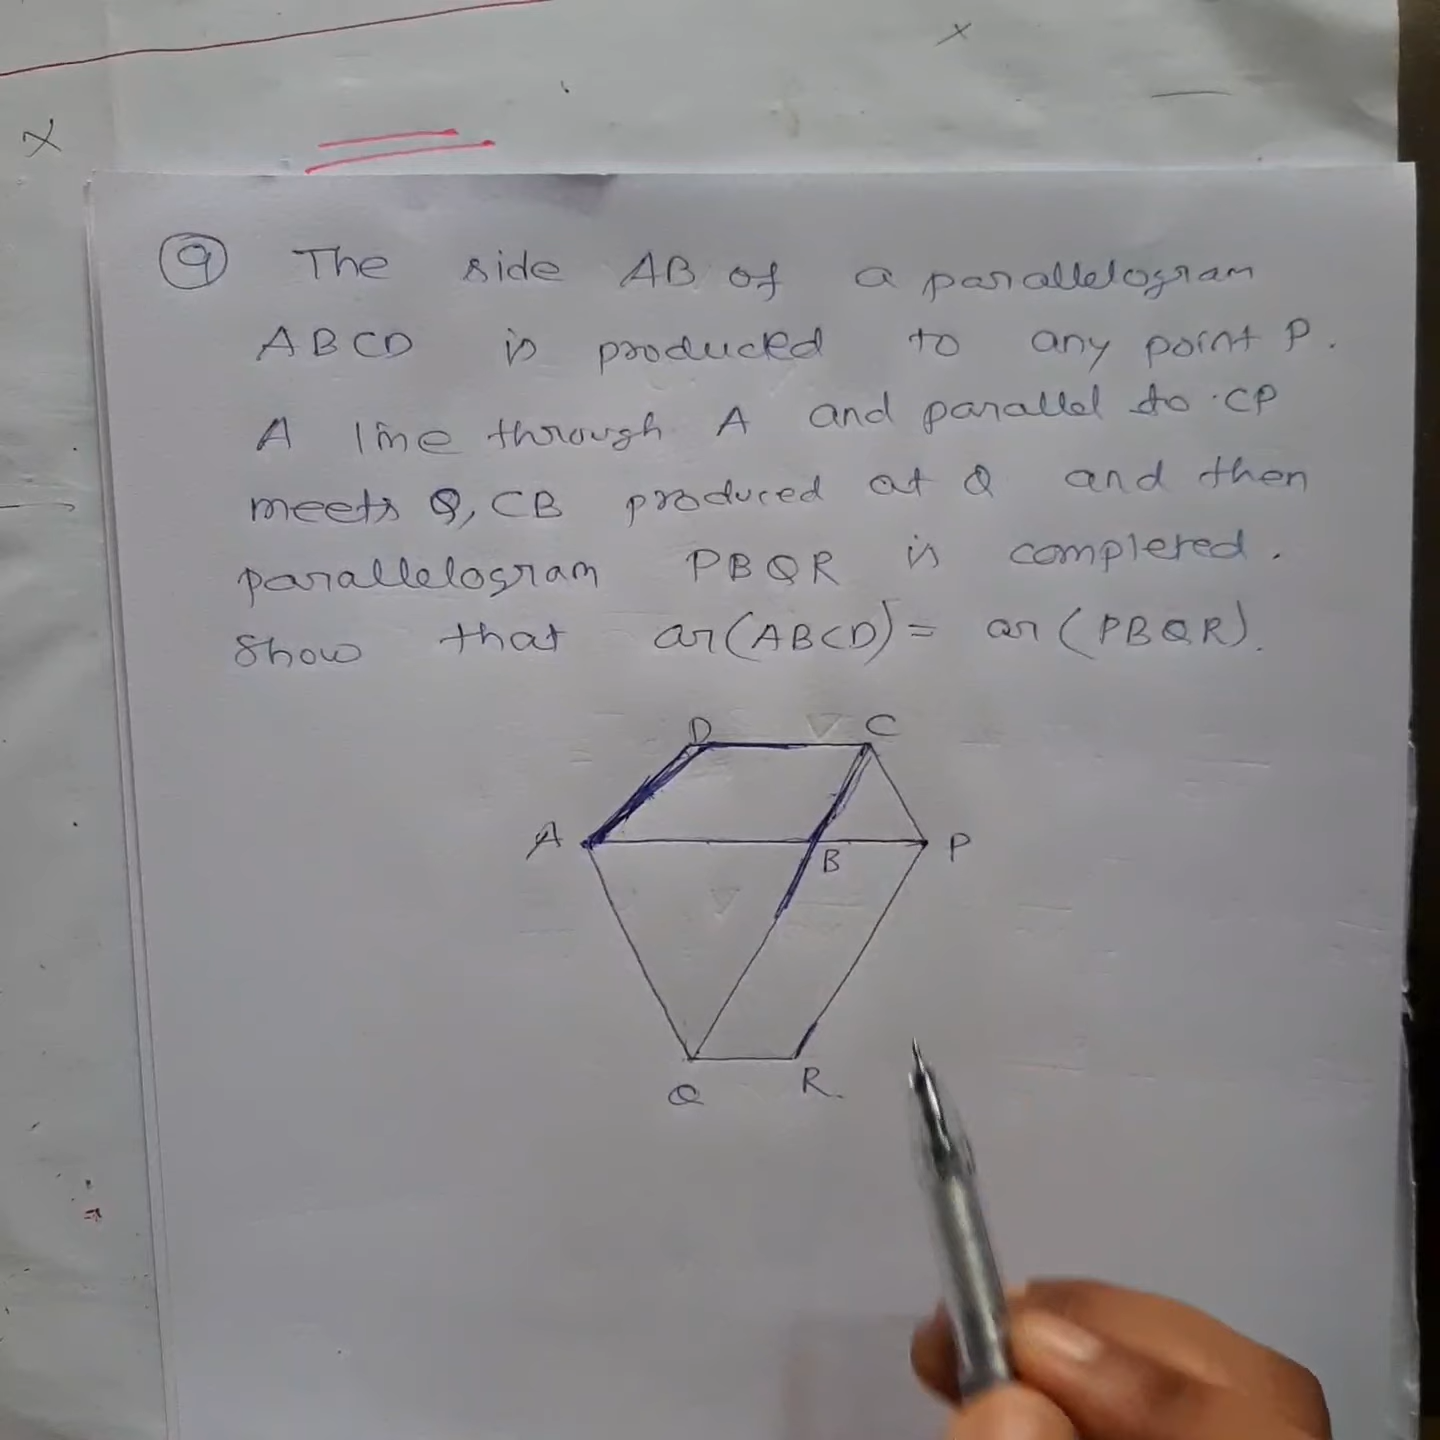 9 The side AB of a parallelogram
ABCD is produced to any point P.
A line through A and parallel to CP
meets Q, CB produced at Q and then
parallelogram PBQR is completed.
Show that ar(ABCD) = ar(PBQR).
D C
A B P
Q R.